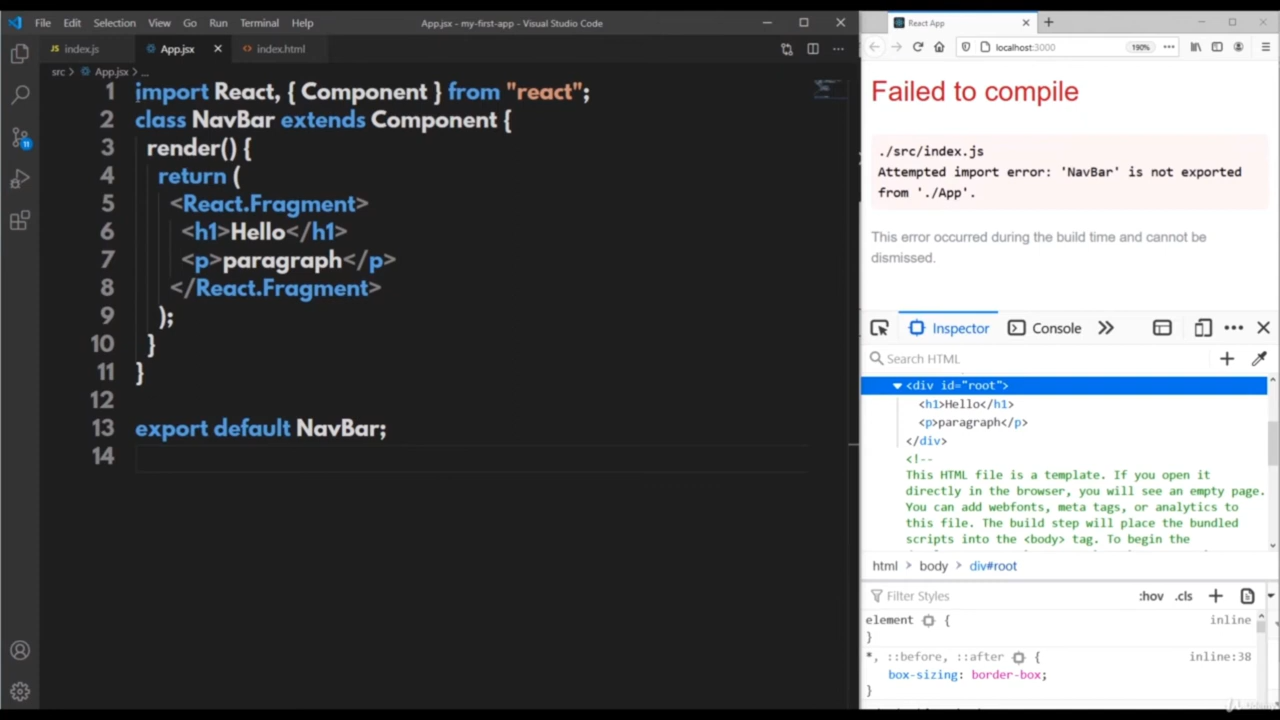 File Edit Selection View Go Run Terminal Help App.jsx - my-first-app - Visual Studio Code
JS index.js App.jsx index.html
src > App.jsx > ...
1 import React, { Component } from "react";
2 class NavBar extends Component {
3 render() {
4 return (
5 <React.Fragment>
6 <h1>Hello</h1>
7 <p>paragraph</p>
8 </React.Fragment>
9 );
10 }
11 }
12
13 export default NavBar;
14
11
React App
localhost:3000 190%
Failed to compile
./src/index.js
Attempted import error: 'NavBar' is not exported
from './App'.
This error occurred during the build time and cannot be
dismissed.
Inspector Console
Search HTML
<div id="root">
<h1>Hello</h1>
<p>paragraph</p>
</div>
<!--
This HTML file is a template. If you open it
directly in the browser, you will see an empty page.
You can add webfonts, meta tags, or analytics to
this file. The build step will place the bundled
scripts into the <body> tag. To begin the
html > body > div#root
Filter Styles :hov .cls
element { inline
}
*, ::before, ::after { inline:38
box-sizing: border-box;
}